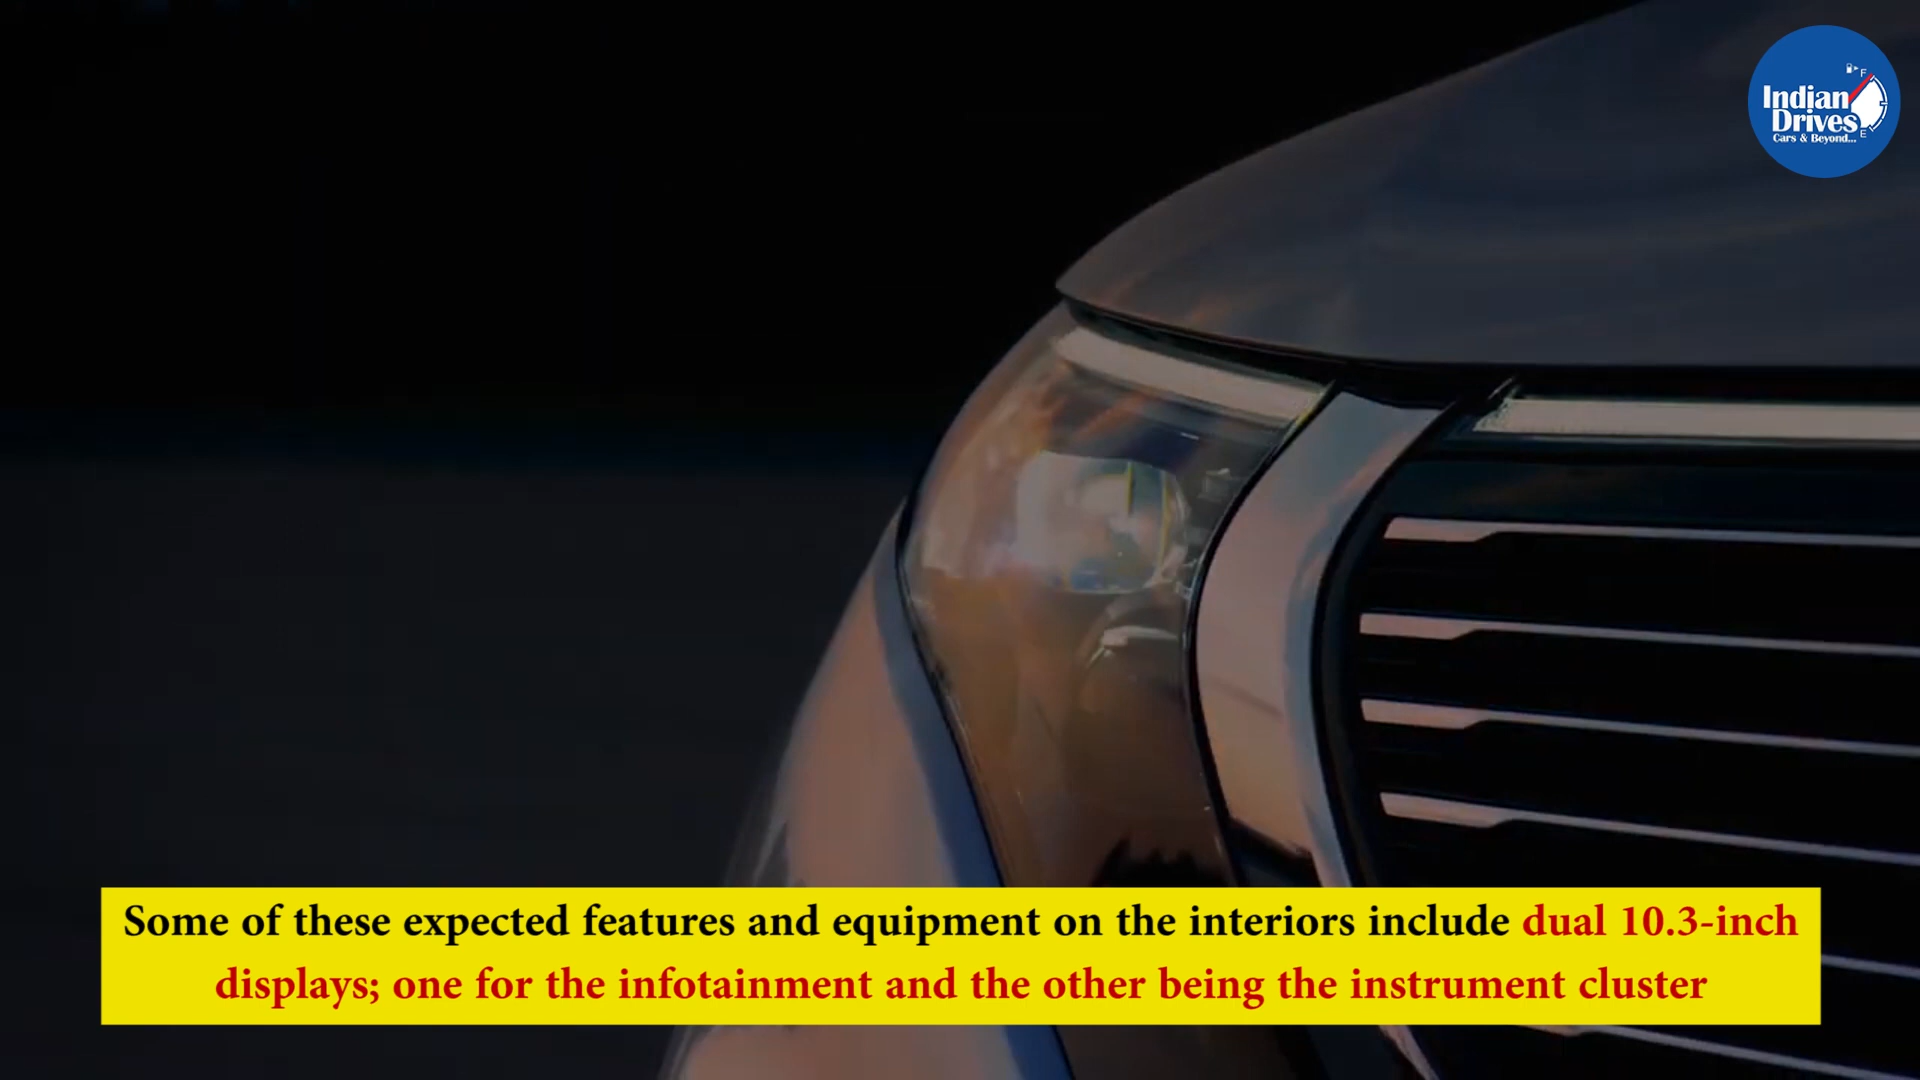 F
Indian
Drives
Cars & Beyond...
E
Some of these expected features and equipment on the interiors include dual 10.3-inch
displays; one for the infotainment and the other being the instrument cluster